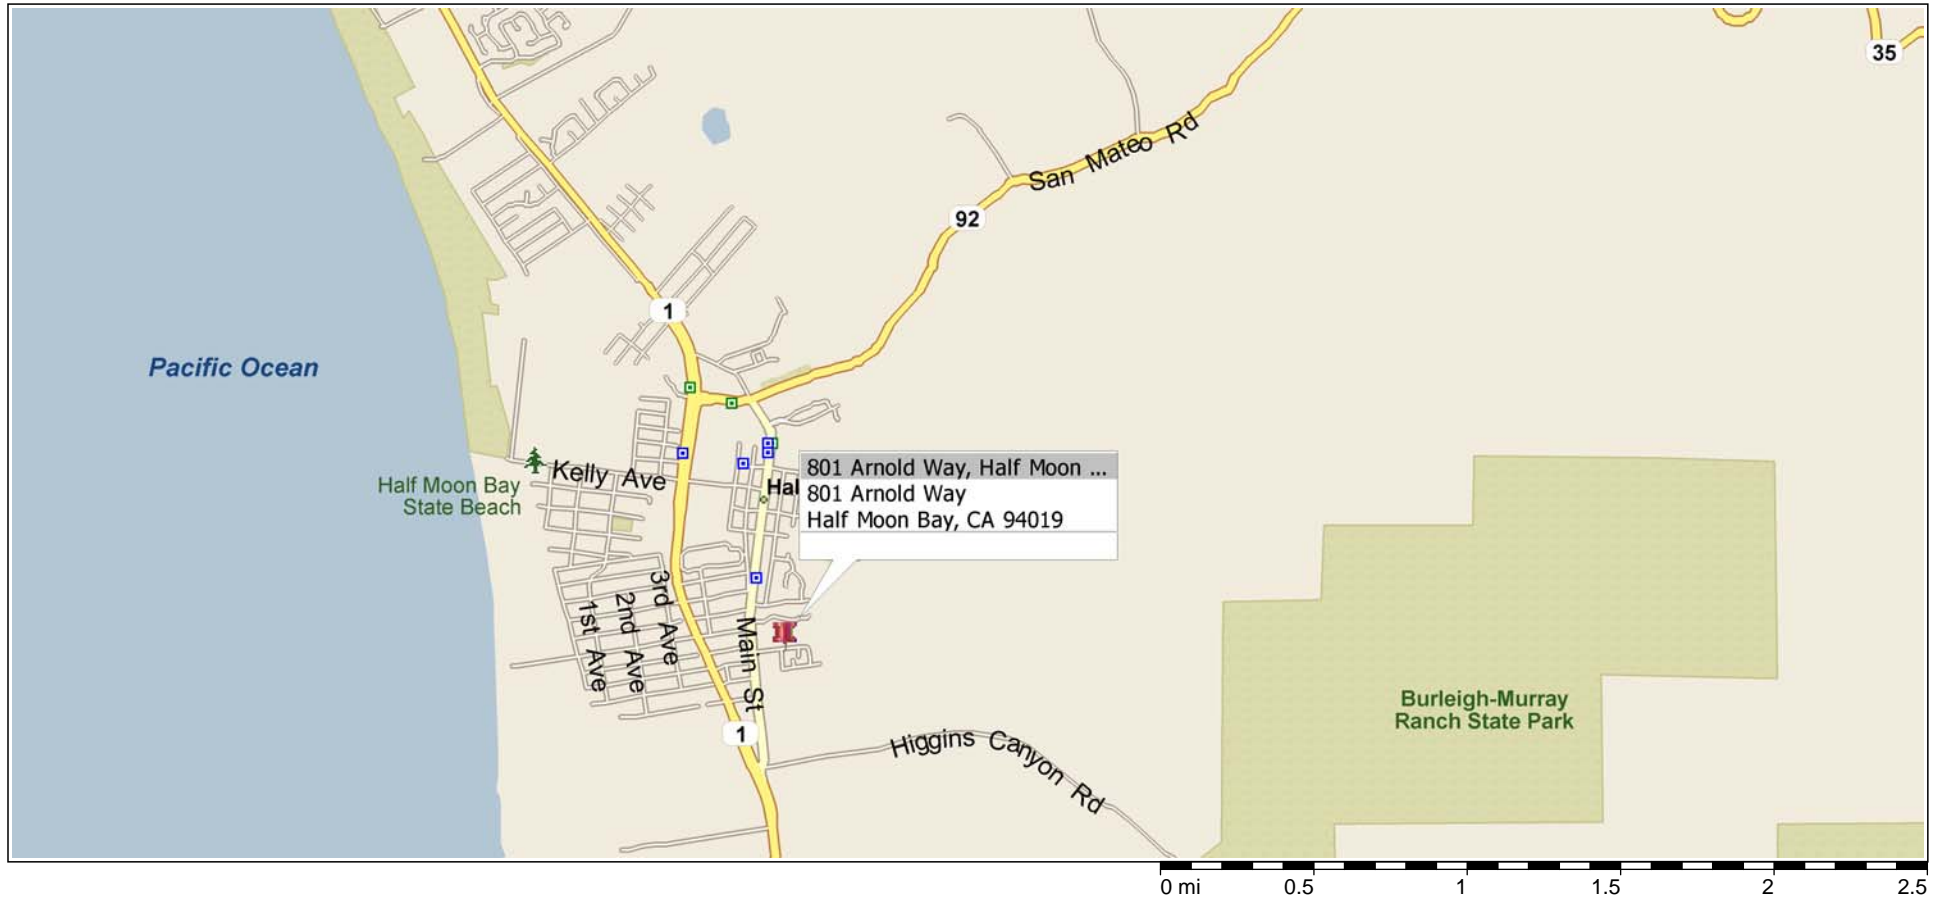 35
San Mateo Rd
92
1
Pacific Ocean
Kelly Ave
Half Moon Bay
State Beach
Hal
801 Arnold Way, Half Moon ...
801 Arnold Way
Half Moon Bay, CA 94019
3rd Ave
2nd Ave
1st Ave
Main St
1
Burleigh-Murray
Ranch State Park
Higgins Canyon Rd
0 mi 0.5 1 1.5 2 2.5